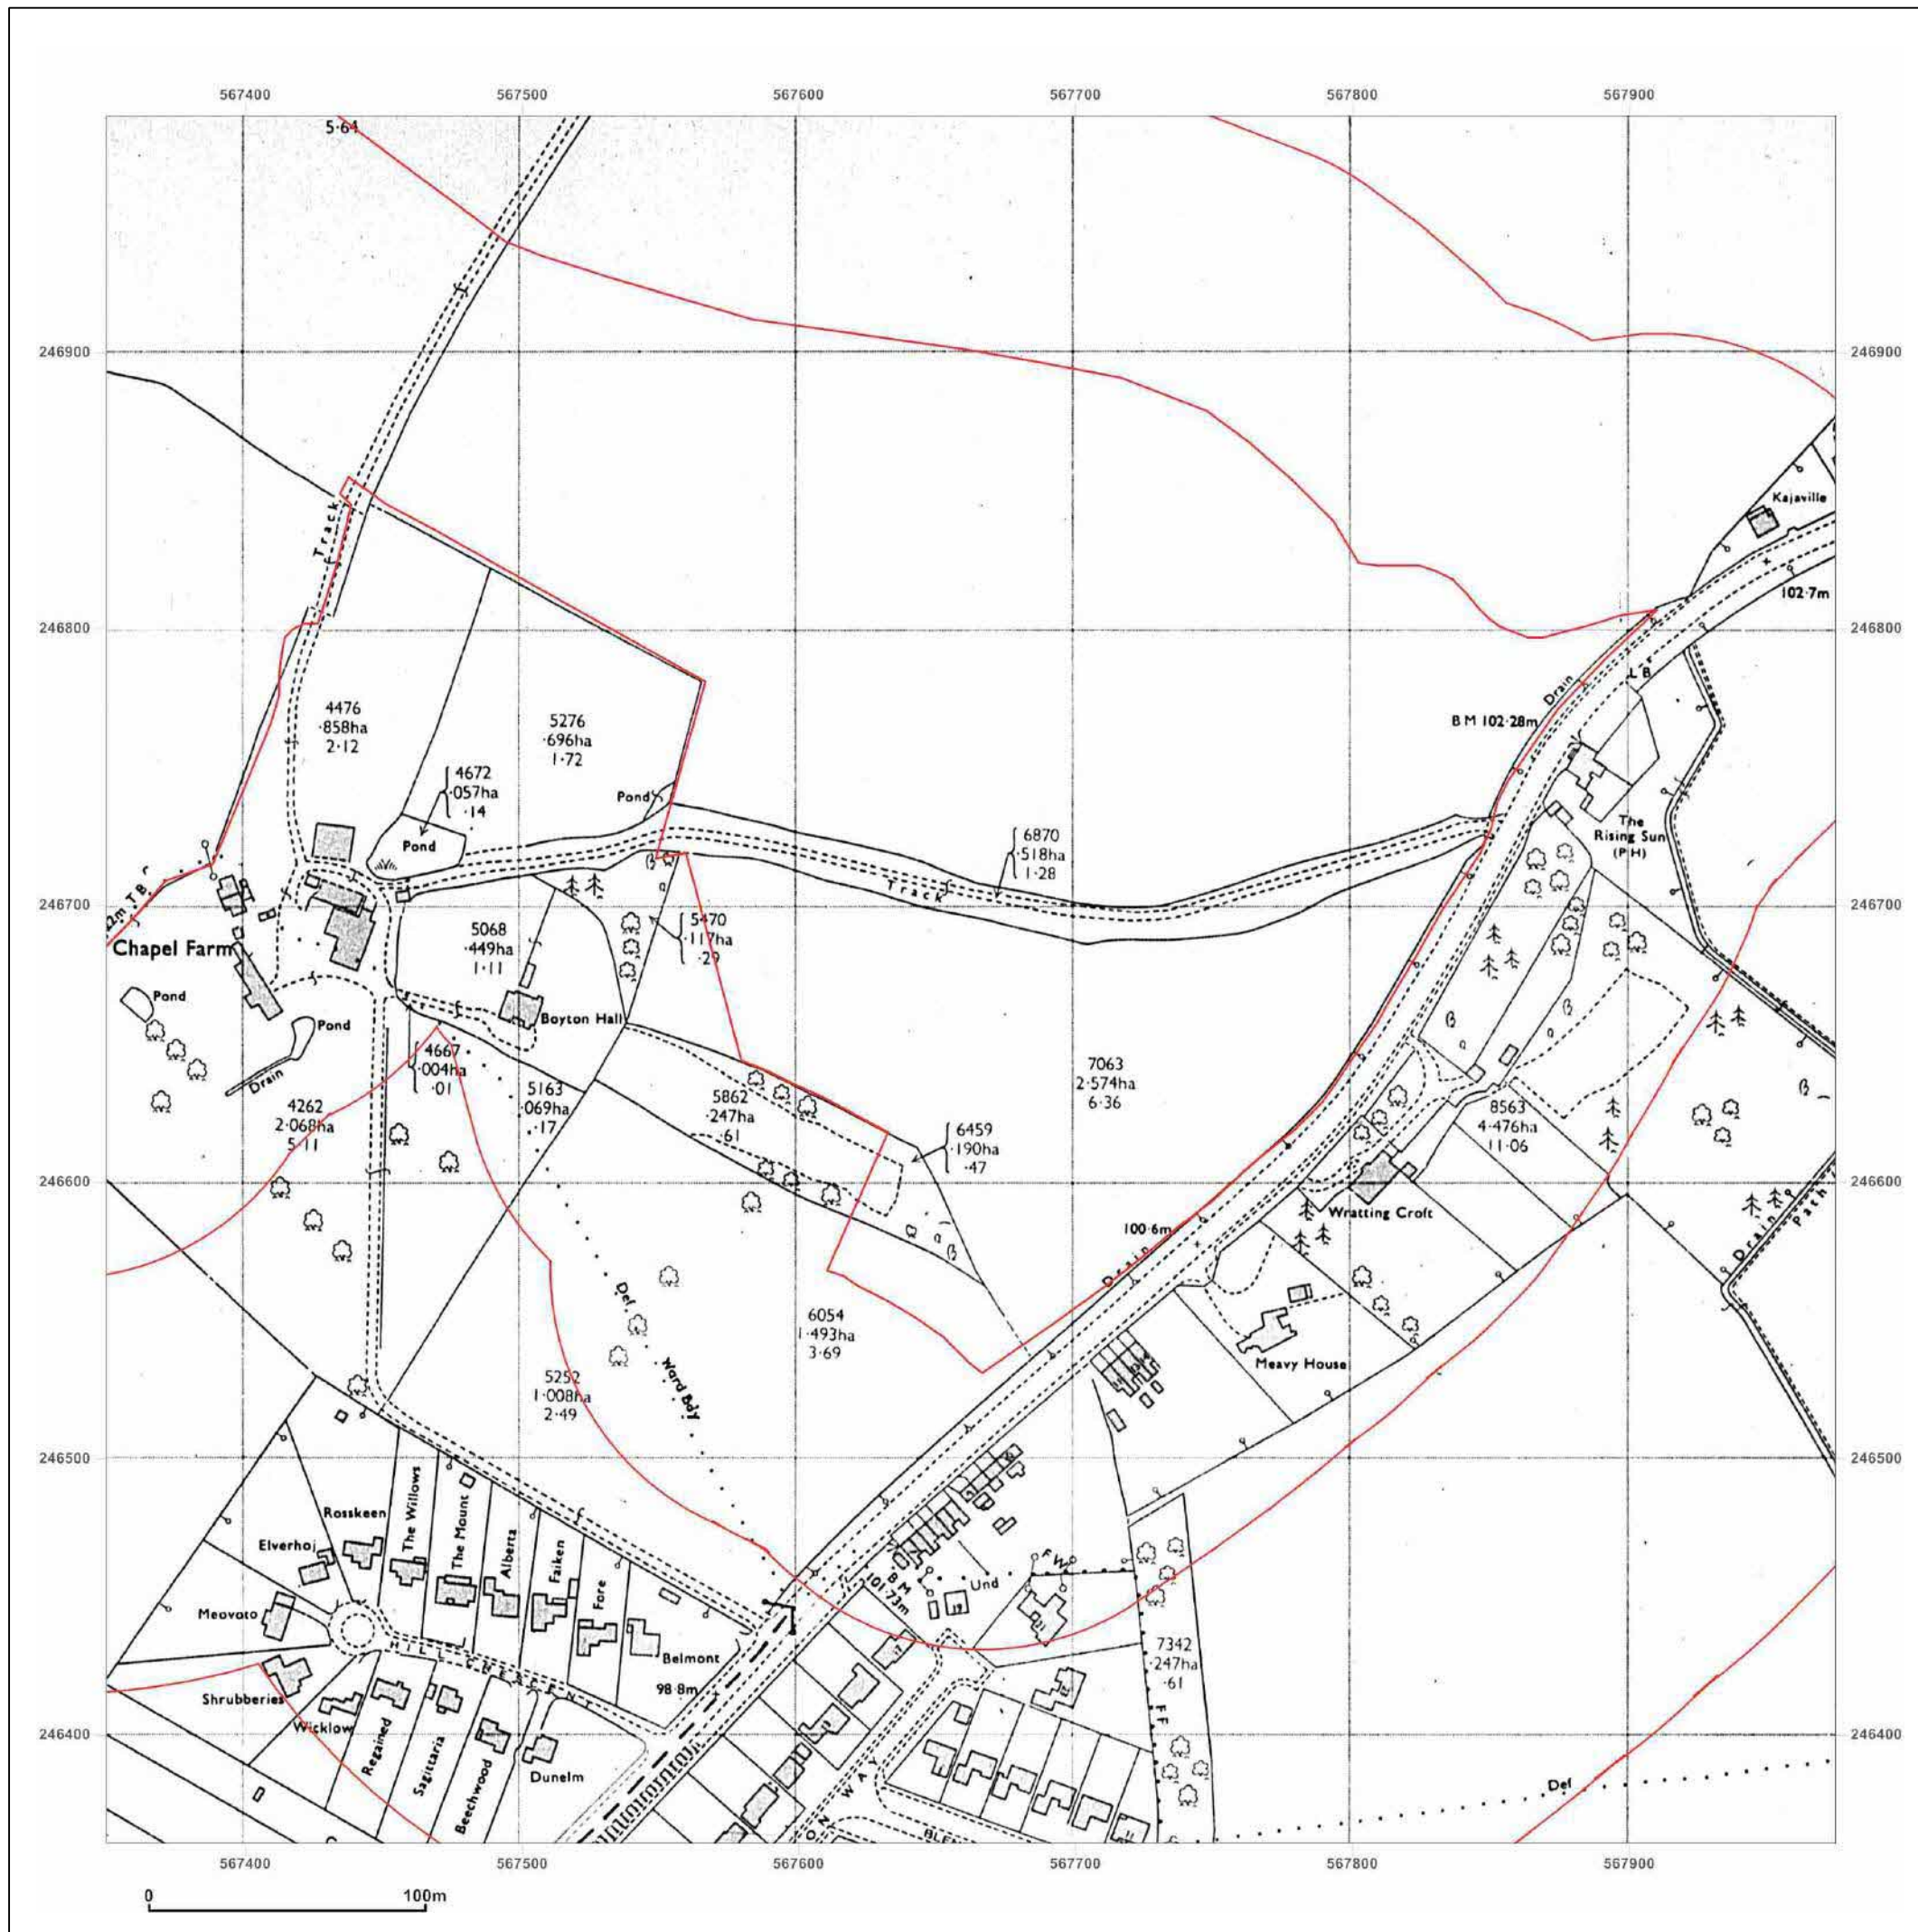 567400 567500 567600 567700 567800 567900
5·64
246900 246900
Kajaville
Track
102·7m
246800 246800
L B
Drain
B M 102·28m
4476
·858ha
2·12
5276
·696ha
1·72
4672
·057ha
·14
Pond
Pond
The
Rising Sun
(P H)
6870
·518ha
1·28
Track
246700 246700
5470
·117ha
·29
5068
·449ha
1·11
Chapel Farm
Pond
Boyton Hall
Pond
Drain
4667
·004ha
·01
7063
2·574ha
6·36
5163
·069ha
·17
5862
·247ha
·61
4262
2·068ha
5·11
8563
4·476ha
11·06
6459
·190ha
·47
246600 246600
Wratting Croft
100·6m
Drain
Drain
Path
Def
Ward Bdy
6054
1·493ha
3·69
Meavy House
5252
1·008ha
2·49
246500 246500
Rosskeen
The Willows
The Mount
Alberta
Faiken
Fore
Elverhoj
Meovoto
F W
Und
B M
101·73m
19
17
HILL CRESCENT
Belmont
7342
·247ha
·61
Shrubberies
98·8m
Wicklow
Regained
Sagittaria
Beechwood
Dunelm
F F
246400 246400
WAY
Def
11
567400 567500 567600 567700 567800 567900
0 100m